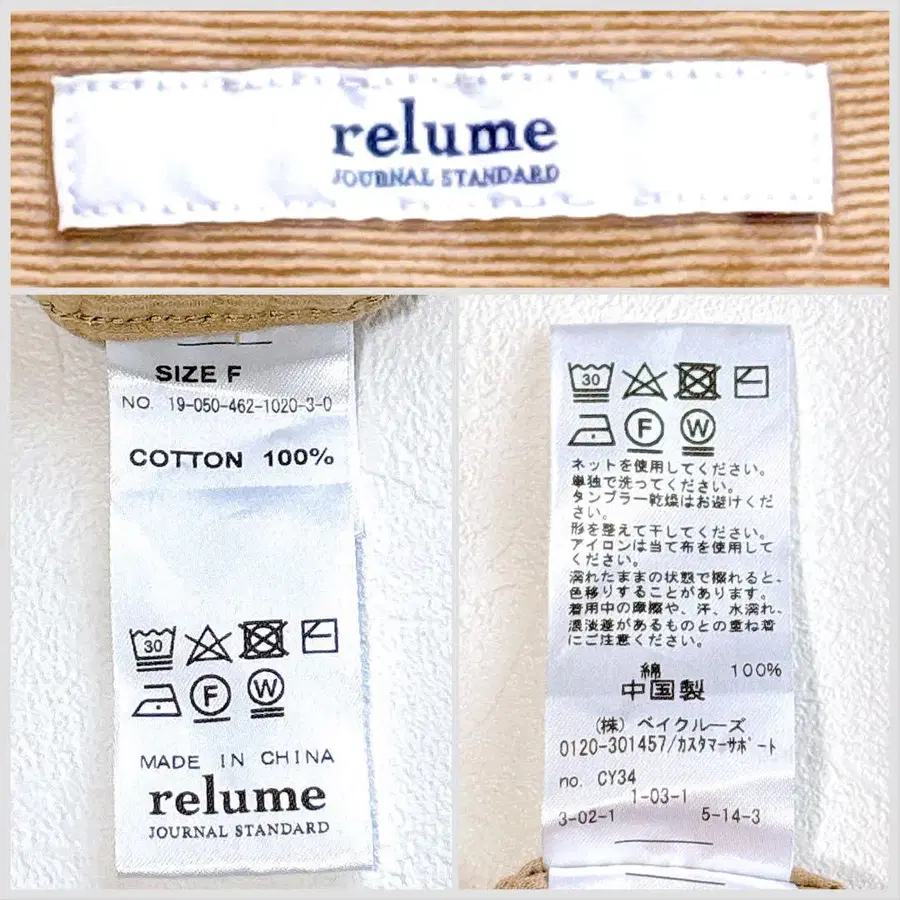 relume
JOURNAL STANDARD
SIZE F
NO. 19-050-462-1020-3-0
COTTON 100%
30
F W
MADE IN CHINA
relume
JOURNAL STANDARD
30
F W
ネットを使用してください。
単独で洗ってください。
タンブラー乾燥はお避けくだ
さい。
形を整えて干してください。
アイロンは当て布を使用して
ください。
濡れたままの状態で擦れると、
色移りすることがあります。
着用中の摩擦や、汗、水濡れ、
濃淡差があるものとの重ね着
にご注意ください。
綿 100%
中国製
(株) ベイクルーズ
0120-301457/カスタマーサポート
no. CY34
1-03-1
3-02-1 5-14-3